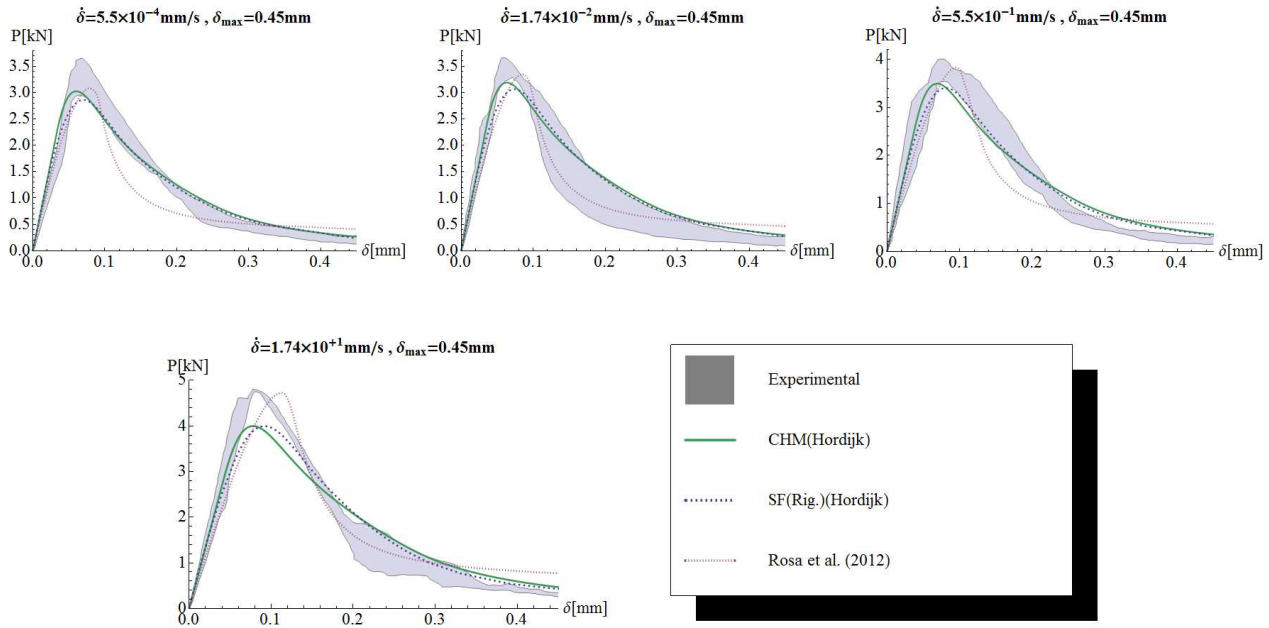 δ̇=5.5×10⁻⁴mm/s , δmax=0.45mm
P[kN]
3.5
3.0
2.5
2.0
1.5
1.0
0.5
0.0
0.0 0.1 0.2 0.3 0.4 δ[mm]
δ̇=1.74×10⁻²mm/s , δmax=0.45mm
P[kN]
3.5
3.0
2.5
2.0
1.5
1.0
0.5
0.0
0.0 0.1 0.2 0.3 0.4 δ[mm]
δ̇=5.5×10⁻¹mm/s , δmax=0.45mm
P[kN]
4
3
2
1
0
0.0 0.1 0.2 0.3 0.4 δ[mm]
δ̇=1.74×10⁺¹mm/s , δmax=0.45mm
P[kN]
5
4
3
2
1
0
0.0 0.1 0.2 0.3 0.4 δ[mm]
Experimental
CHM(Hordijk)
SF(Rig.)(Hordijk)
Rosa et al. (2012)